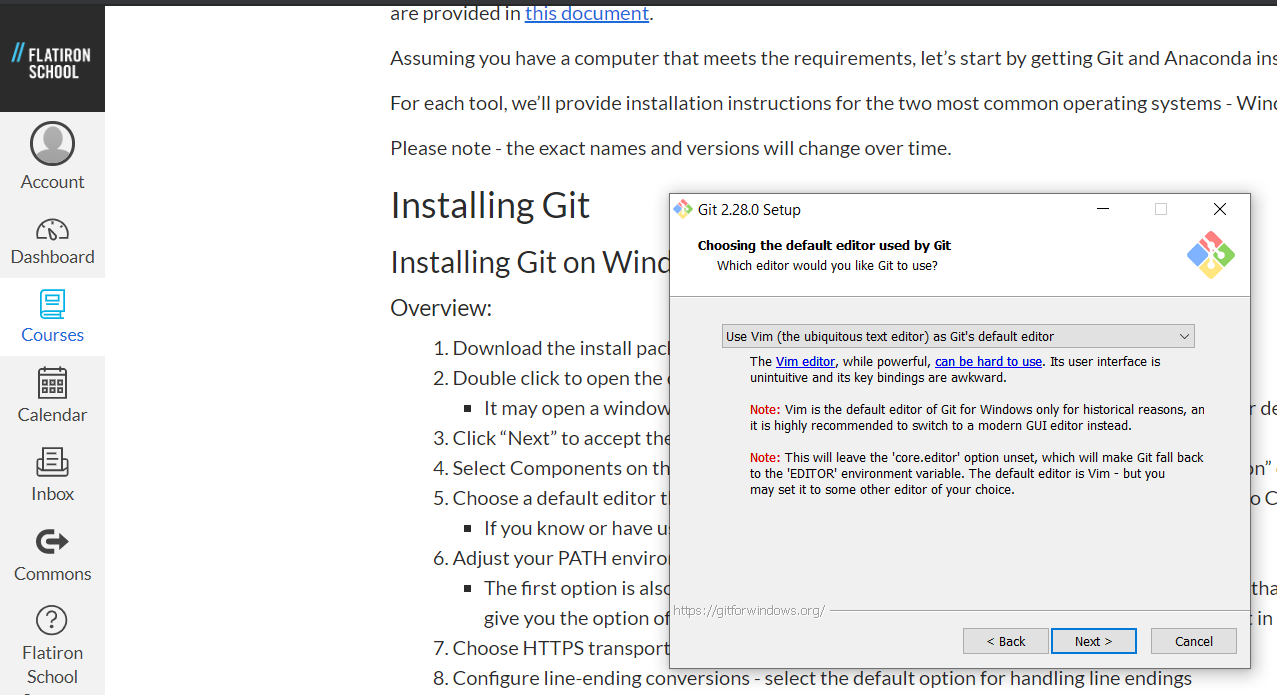 are provided in this document.
FLATIRON
SCHOOL
Assuming you have a computer that meets the requirements, let’s start by getting Git and Anaconda ins
For each tool, we’ll provide installation instructions for the two most common operating systems - Wind
Please note - the exact names and versions will change over time.
Account
Dashboard
Courses
Calendar
Inbox
Commons
Flatiron
School
Installing Git
Installing Git on Wind
Overview:
1. Download the install pac
2. Double click to open the
▪ It may open a window
3. Click “Next” to accept the
4. Select Components on th
5. Choose a default editor t
▪ If you know or have us
6. Adjust your PATH enviro
▪ The first option is also
give you the option of
7. Choose HTTPS transport
8. Configure line-ending conversions - select the default option for handling line endings
Git 2.28.0 Setup
Choosing the default editor used by Git
Which editor would you like Git to use?
Use Vim (the ubiquitous text editor) as Git's default editor
The Vim editor, while powerful, can be hard to use. Its user interface is
unintuitive and its key bindings are awkward.
Note: Vim is the default editor of Git for Windows only for historical reasons, an
it is highly recommended to switch to a modern GUI editor instead.
Note: This will leave the 'core.editor' option unset, which will make Git fall back
to the 'EDITOR' environment variable. The default editor is Vim - but you
may set it to some other editor of your choice.
https://gitforwindows.org/
< Back
Next >
Cancel